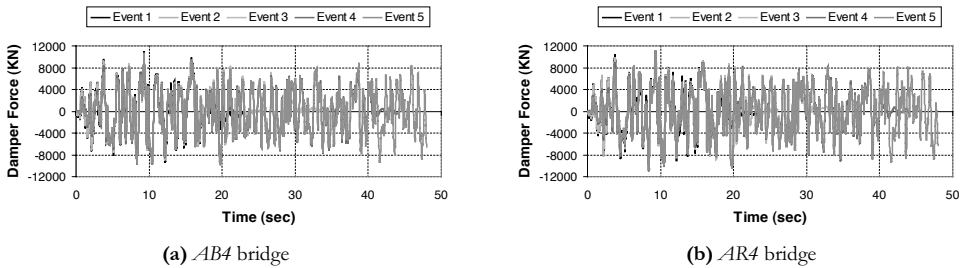 Event 1 Event 2 Event 3 Event 4 Event 5
12000
8000
4000
0
-4000
-8000
-12000
Damper Force (KN)
0 10 20 30 40 50
Time (sec)
(a) AB4 bridge
Event 1 Event 2 Event 3 Event 4 Event 5
12000
8000
4000
0
-4000
-8000
-12000
Damper Force (KN)
0 10 20 30 40 50
Time (sec)
(b) AR4 bridge